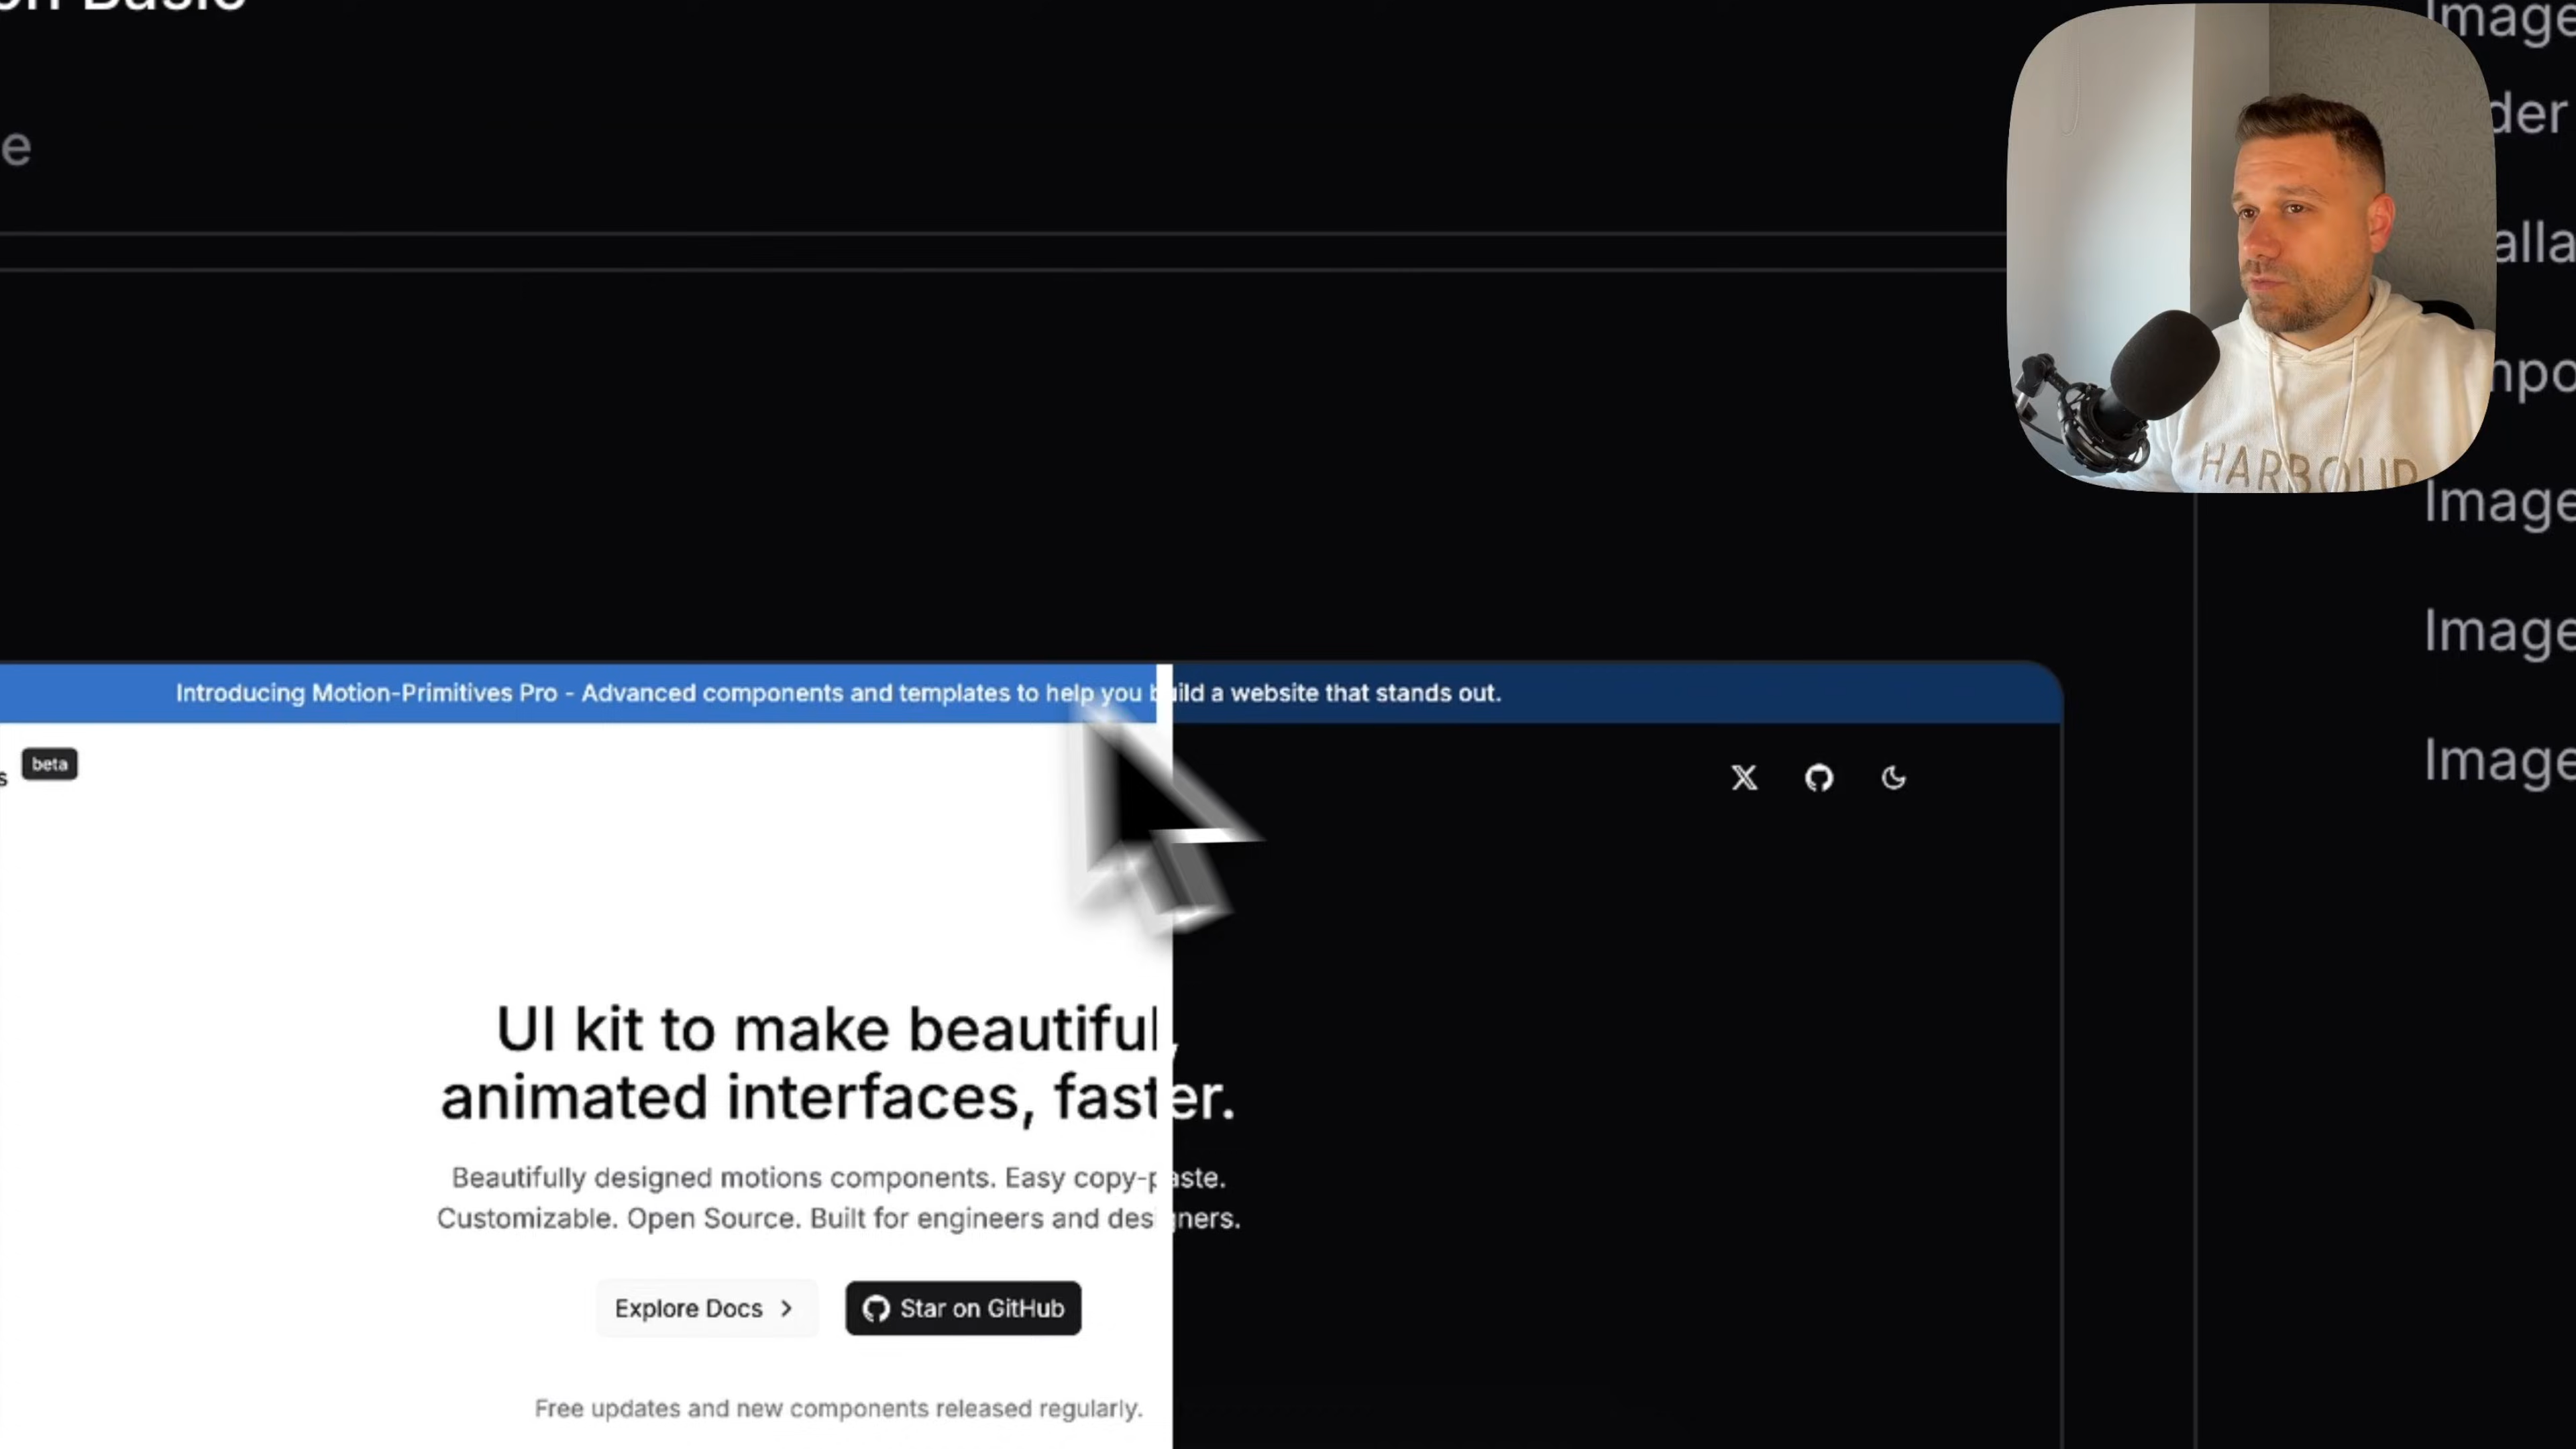 Basic
e
Image
der
alla
mpo
Image
Image
Image
HARBOUR
Introducing Motion-Primitives Pro - Advanced components and templates to help you build a website that stands out.
s beta
UI kit to make beautiful,
animated interfaces, faster.
Beautifully designed motions components. Easy copy-paste.
Customizable. Open Source. Built for engineers and designers.
Explore Docs
Star on GitHub
Free updates and new components released regularly.